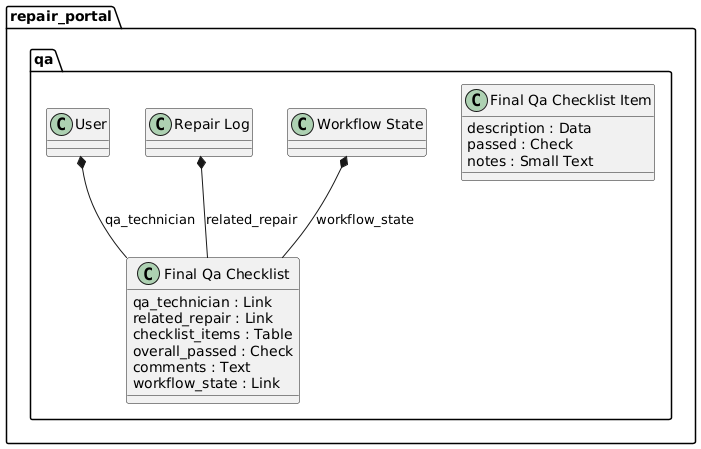 repair_portal
qa
C User
C Repair Log
C Workflow State
C Final Qa Checklist Item
description : Data
passed : Check
notes : Small Text
qa_technician
related_repair
workflow_state
C Final Qa Checklist
qa_technician : Link
related_repair : Link
checklist_items : Table
overall_passed : Check
comments : Text
workflow_state : Link